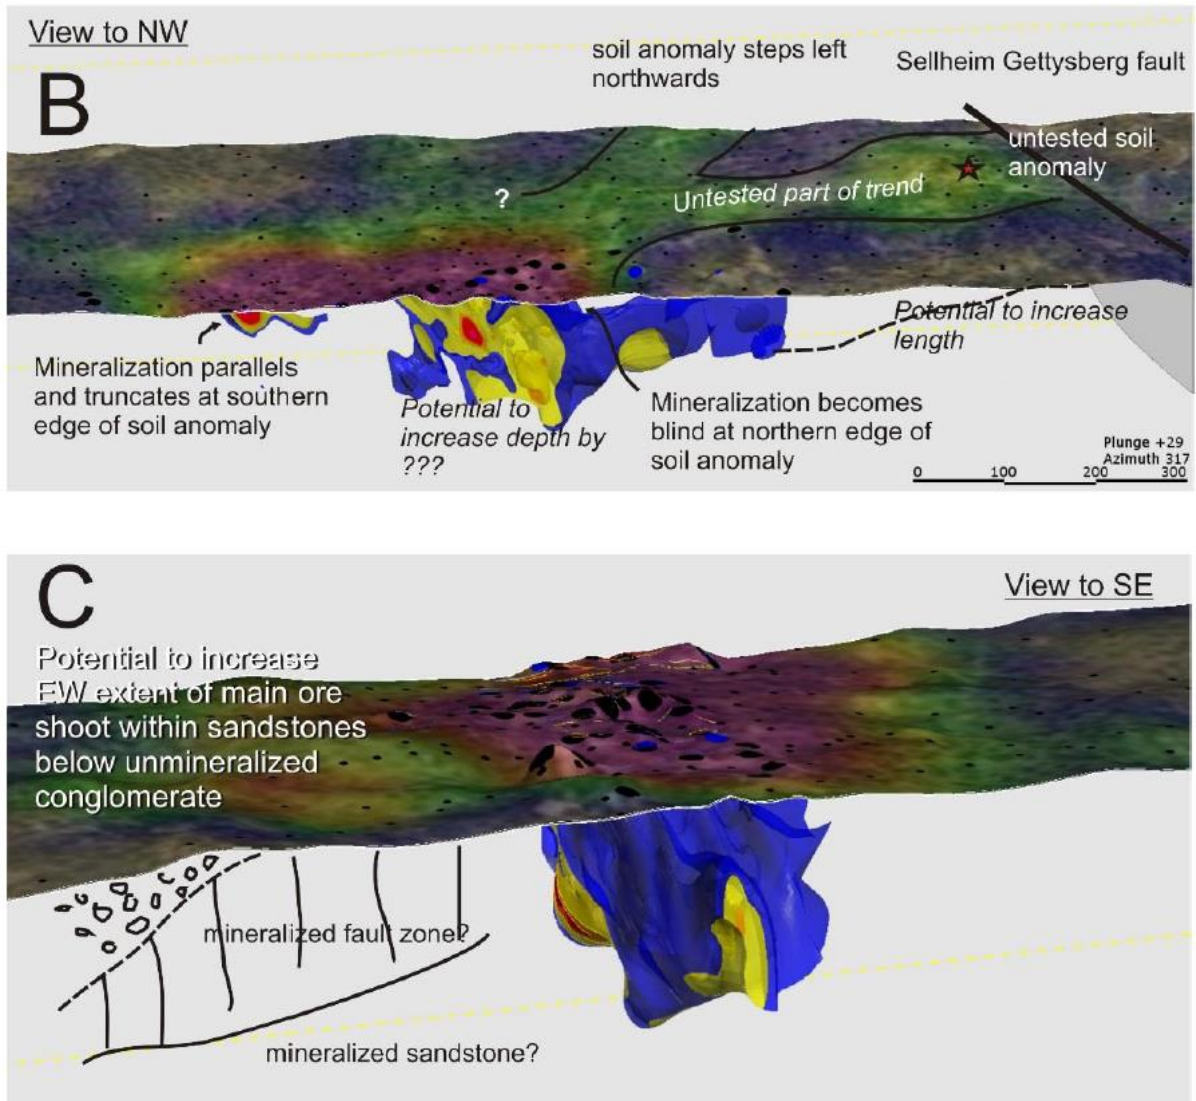 View to NW
B
soil anomaly steps left
northwards
Sellheim Gettysberg fault
untested soil
anomaly
?
Untested part of trend
Potential to increase
length
Mineralization parallels
and truncates at southern
edge of soil anomaly
Potential to
increase depth by
???
Mineralization becomes
blind at northern edge of
soil anomaly
Plunge +29
Azimuth 317
0 100 200 300
C
View to SE
Potential to increase
EW extent of main ore
shoot within sandstones
below unmineralized
conglomerate
mineralized fault zone?
mineralized sandstone?